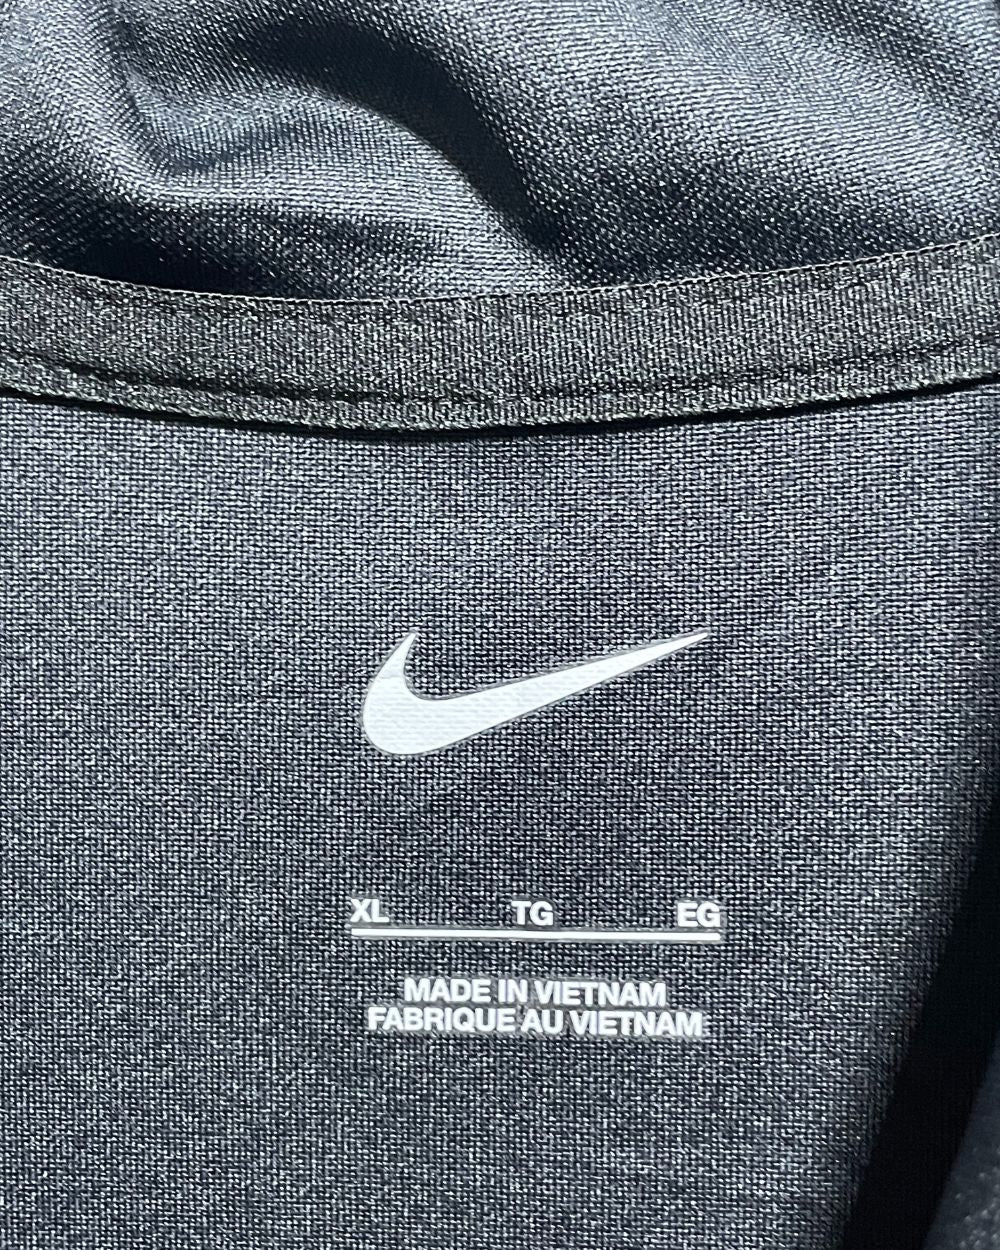 XL TG EG
MADE IN VIETNAM
FABRIQUE AU VIETNAM